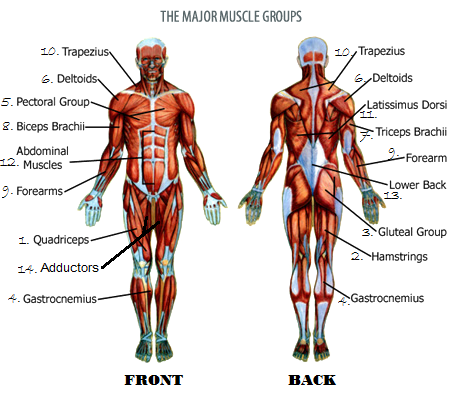 THE MAJOR MUSCLE GROUPS
10. Trapezius
6. Deltoids
5. Pectoral Group
8. Biceps Brachii
12. Abdominal
Muscles
9. Forearms
1. Quadriceps
14. Adductors
4. Gastrocnemius
FRONT
10. Trapezius
6. Deltoids
Latissimus Dorsi
11.
7. Triceps Brachii
9. Forearm
Lower Back
13.
3. Gluteal Group
2. Hamstrings
4. Gastrocnemius
BACK